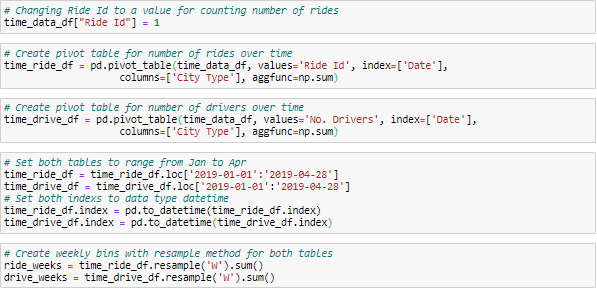 # Changing Ride Id to a value for counting number of rides
time_data_df["Ride Id"] = 1
# Create pivot table for number of rides over time
time_ride_df = pd.pivot_table(time_data_df, values='Ride Id', index=['Date'],
columns=['City Type'], aggfunc=np.sum)
# Create pivot table for number of drivers over time
time_drive_df = pd.pivot_table(time_data_df, values='No. Drivers', index=['Date'],
columns=['City Type'], aggfunc=np.sum)
# Set both tables to range from Jan to Apr
time_ride_df = time_ride_df.loc['2019-01-01':'2019-04-28']
time_drive_df = time_drive_df.loc['2019-01-01':'2019-04-28']
# Set both indexs to data type datetime
time_ride_df.index = pd.to_datetime(time_ride_df.index)
time_drive_df.index = pd.to_datetime(time_drive_df.index)
# Create weekly bins with resample method for both tables
ride_weeks = time_ride_df.resample('W').sum()
drive_weeks = time_drive_df.resample('W').sum()